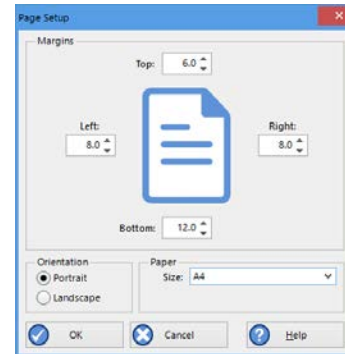 Page Setup
Margins
Top: 6.0
Left: Right:
8.0 8.0
Bottom: 12.0
Orientation Paper
Portrait Size: A4
Landscape
OK Cancel Help